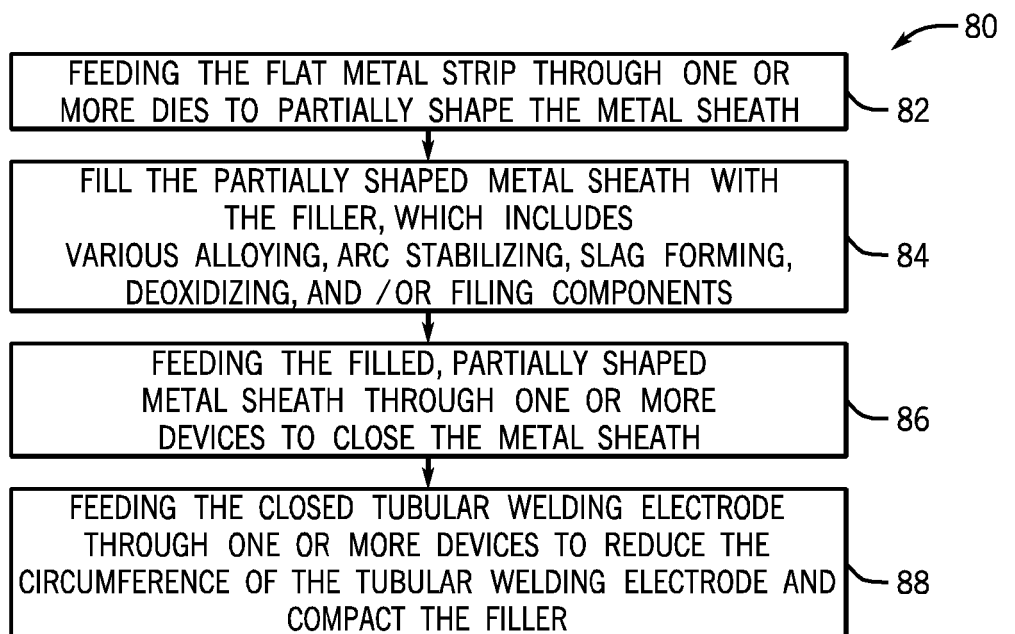 80
FEEDING THE FLAT METAL STRIP THROUGH ONE OR
MORE DIES TO PARTIALLY SHAPE THE METAL SHEATH
82
FILL THE PARTIALLY SHAPED METAL SHEATH WITH
THE FILLER, WHICH INCLUDES
VARIOUS ALLOYING, ARC STABILIZING, SLAG FORMING,
DEOXIDIZING, AND /OR FILING COMPONENTS
84
FEEDING THE FILLED, PARTIALLY SHAPED
METAL SHEATH THROUGH ONE OR MORE
DEVICES TO CLOSE THE METAL SHEATH
86
FEEDING THE CLOSED TUBULAR WELDING ELECTRODE
THROUGH ONE OR MORE DEVICES TO REDUCE THE
CIRCUMFERENCE OF THE TUBULAR WELDING ELECTRODE AND
COMPACT THE FILLER
88